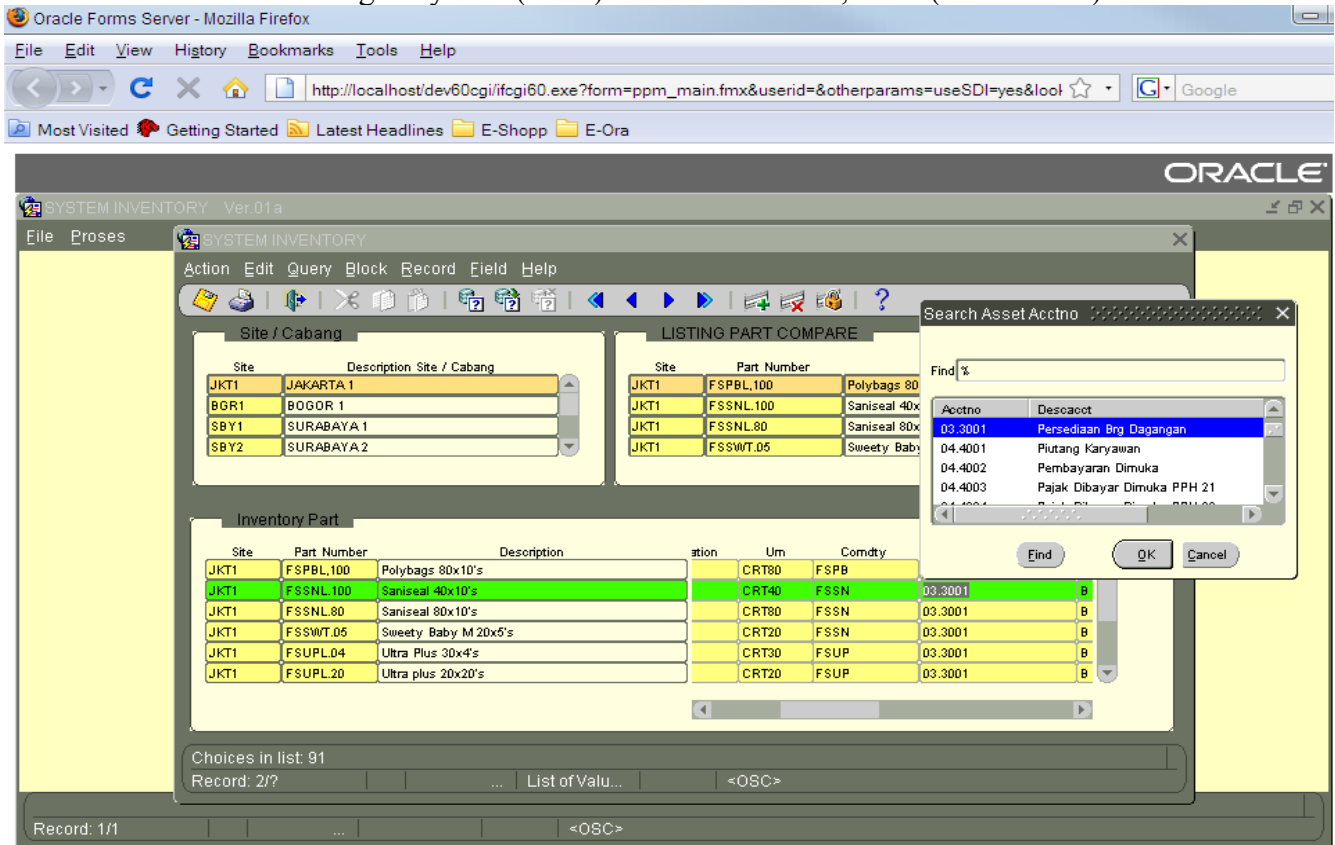 Oracle Forms Server - Mozilla Firefox
File Edit View History Bookmarks Tools Help
http://localhost/dev60cgi/ifcgi60.exe?form=ppm_main.fmx&userid=&otherparams=useSDI=yes&lool
Google
Most Visited Getting Started Latest Headlines E-Shopp E-Ora
ORACLE
SYSTEM INVENTORY Ver.01a
File Proses
SYSTEM INVENTORY
Action Edit Query Block Record Field Help
Site / Cabang
Site Description Site / Cabang
JKT1 JAKARTA 1
BGR1 BOGOR 1
SBY1 SURABAYA 1
SBY2 SURABAYA 2
LISTING PART COMPARE
Site Part Number
JKT1 FSPBL,100 Polybags 80
JKT1 FSSNL.100 Saniseal 40x
JKT1 FSSNL.80 Saniseal 80x
JKT1 FSSWT.05 Sweety Baby
Search Asset Acctno
Find %
Acctno Descacct
03.3001 Persediaan Brg Dagangan
04.4001 Piutang Karyawan
04.4002 Pembayaran Dimuka
04.4003 Pajak Dibayar Dimuka PPH 21
Find OK Cancel
Inventory Part
Site Part Number Description ation Um Comdty
JKT1 FSPBL,100 Polybags 80x10's CRT80 FSPB
JKT1 FSSNL.100 Saniseal 40x10's CRT40 FSSN 03.3001 B
JKT1 FSSNL.80 Saniseal 80x10's CRT80 FSSN 03.3001 B
JKT1 FSSWT.05 Sweety Baby M 20x5's CRT20 FSSN 03.3001 B
JKT1 FSUPL.04 Ultra Plus 30x4's CRT30 FSUP 03.3001 B
JKT1 FSUPL.20 Ultra plus 20x20's CRT20 FSUP 03.3001 B
Choices in list: 91
Record: 2/? ... List of Valu... <OSC>
Record: 1/1 ... <OSC>